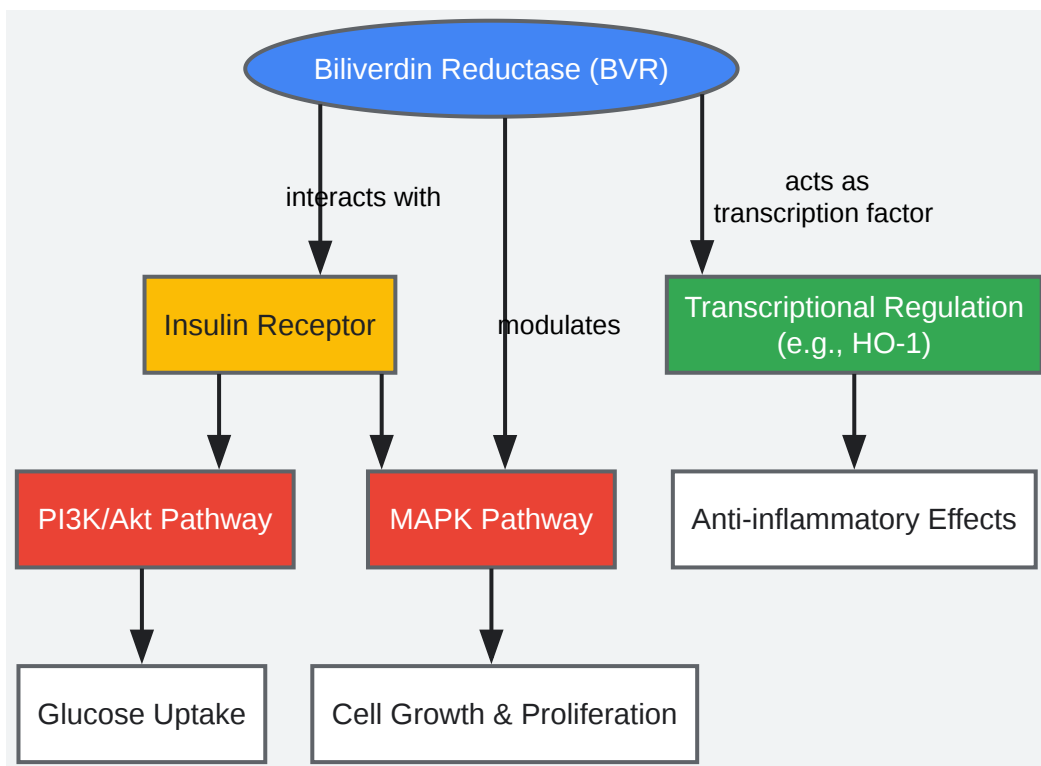 Biliverdin Reductase (BVR)
interacts with
acts as
transcription factor
Insulin Receptor
modulates
Transcriptional Regulation
(e.g., HO-1)
PI3K/Akt Pathway
MAPK Pathway
Anti-inflammatory Effects
Glucose Uptake
Cell Growth & Proliferation